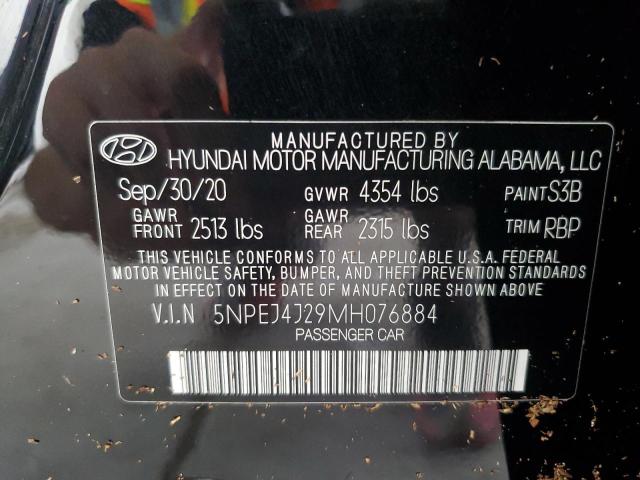 MANUFACTURED BY
HYUNDAI MOTOR MANUFACTURING ALABAMA, LLC
Sep/30/20 GVWR 4354 lbs PAINT S3B
GAWR FRONT 2513 lbs GAWR REAR 2315 lbs TRIM RBP
THIS VEHICLE CONFORMS TO ALL APPLICABLE U.S.A. FEDERAL
MOTOR VEHICLE SAFETY, BUMPER, AND THEFT PREVENTION STANDARDS
IN EFFECT ON THE DATE OF MANUFACTURE SHOWN ABOVE.
V.I.N 5NPEJ4J29MH076884
PASSENGER CAR